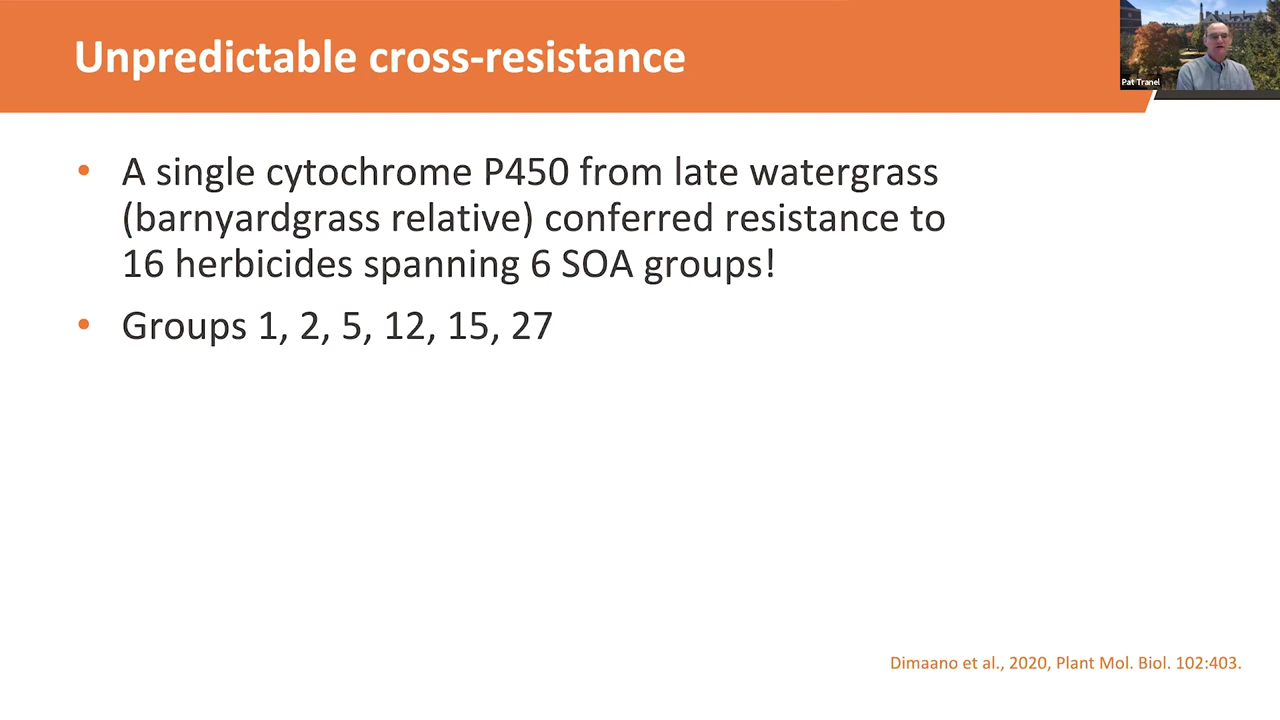 Unpredictable cross-resistance
Pat Tranel
• A single cytochrome P450 from late watergrass
(barnyardgrass relative) conferred resistance to
16 herbicides spanning 6 SOA groups!
• Groups 1, 2, 5, 12, 15, 27
Dimaano et al., 2020, Plant Mol. Biol. 102:403.